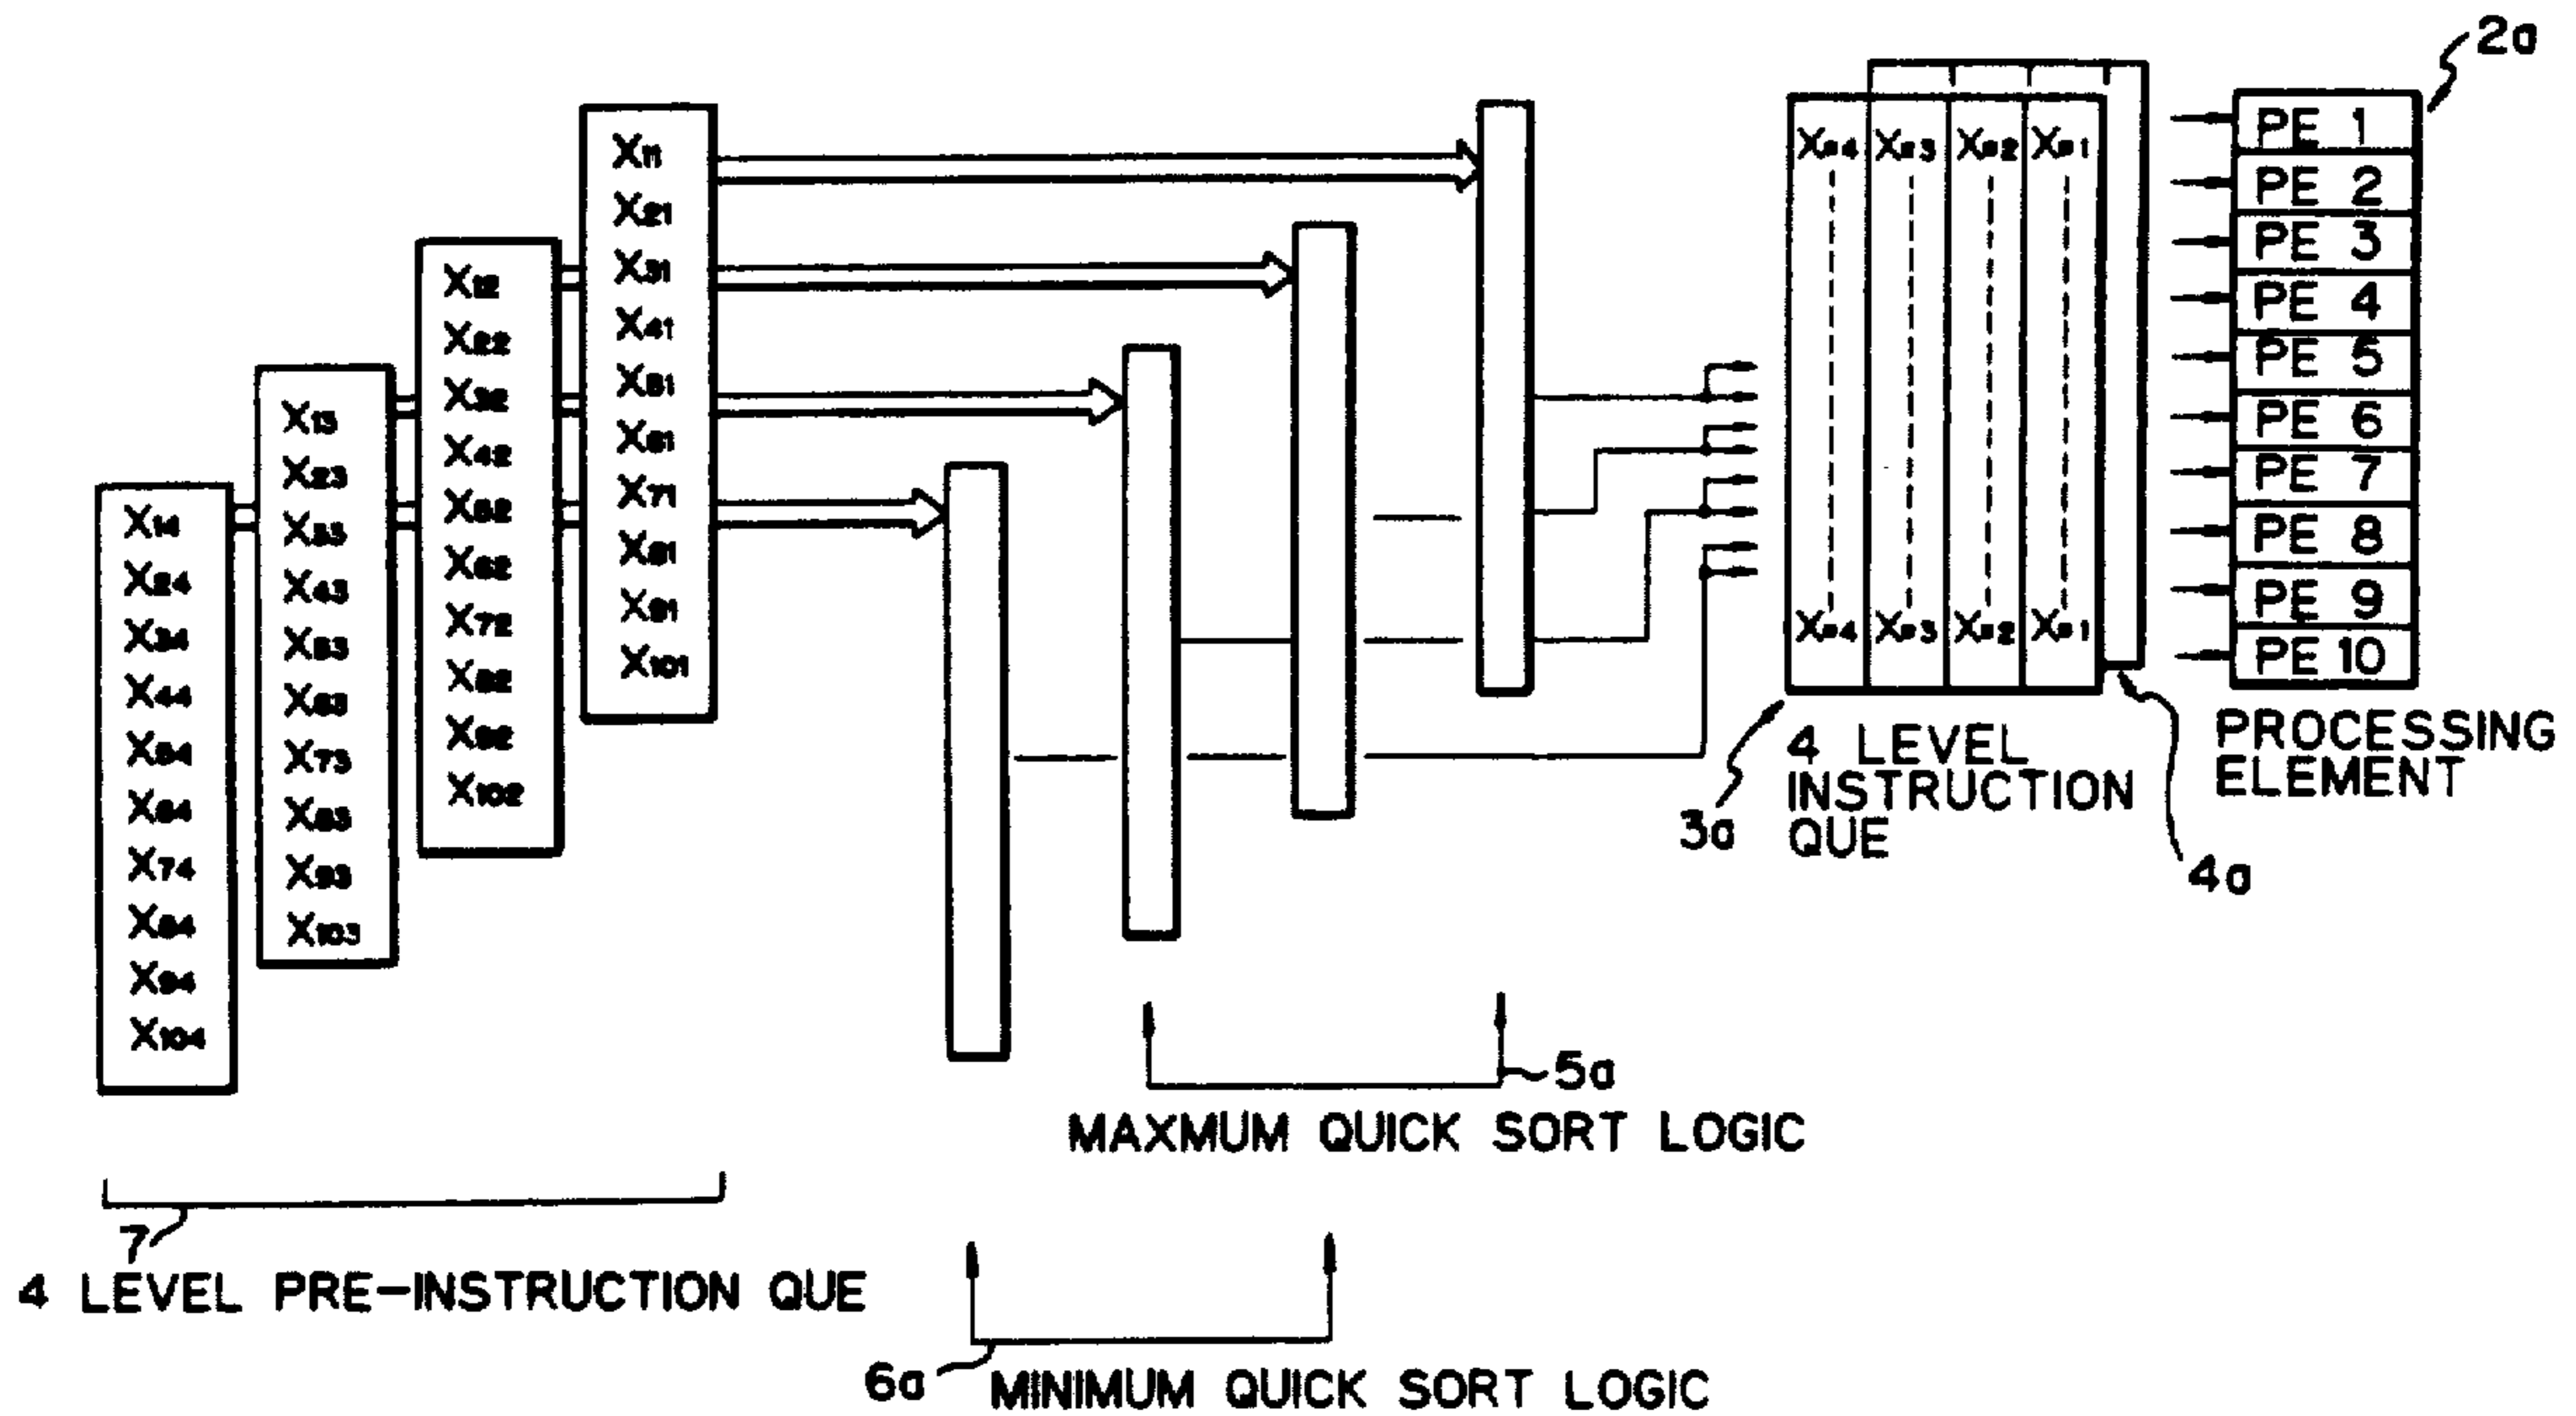 X14
X24
X34
X44
X54
X64
X74
X84
X94
X104
X13
X23
X33
X43
X53
X63
X73
X83
X93
X103
X12
X22
X32
X42
X52
X62
X72
X82
X92
X102
X11
X21
X31
X41
X51
X61
X71
X81
X91
X101
7
4 LEVEL PRE-INSTRUCTION QUE
5a
MAXMUM QUICK SORT LOGIC
6a
MINIMUM QUICK SORT LOGIC
3a
4 LEVEL
INSTRUCTION
QUE
4a
2a
PE 1
PE 2
PE 3
PE 4
PE 5
PE 6
PE 7
PE 8
PE 9
PE 10
PROCESSING
ELEMENT